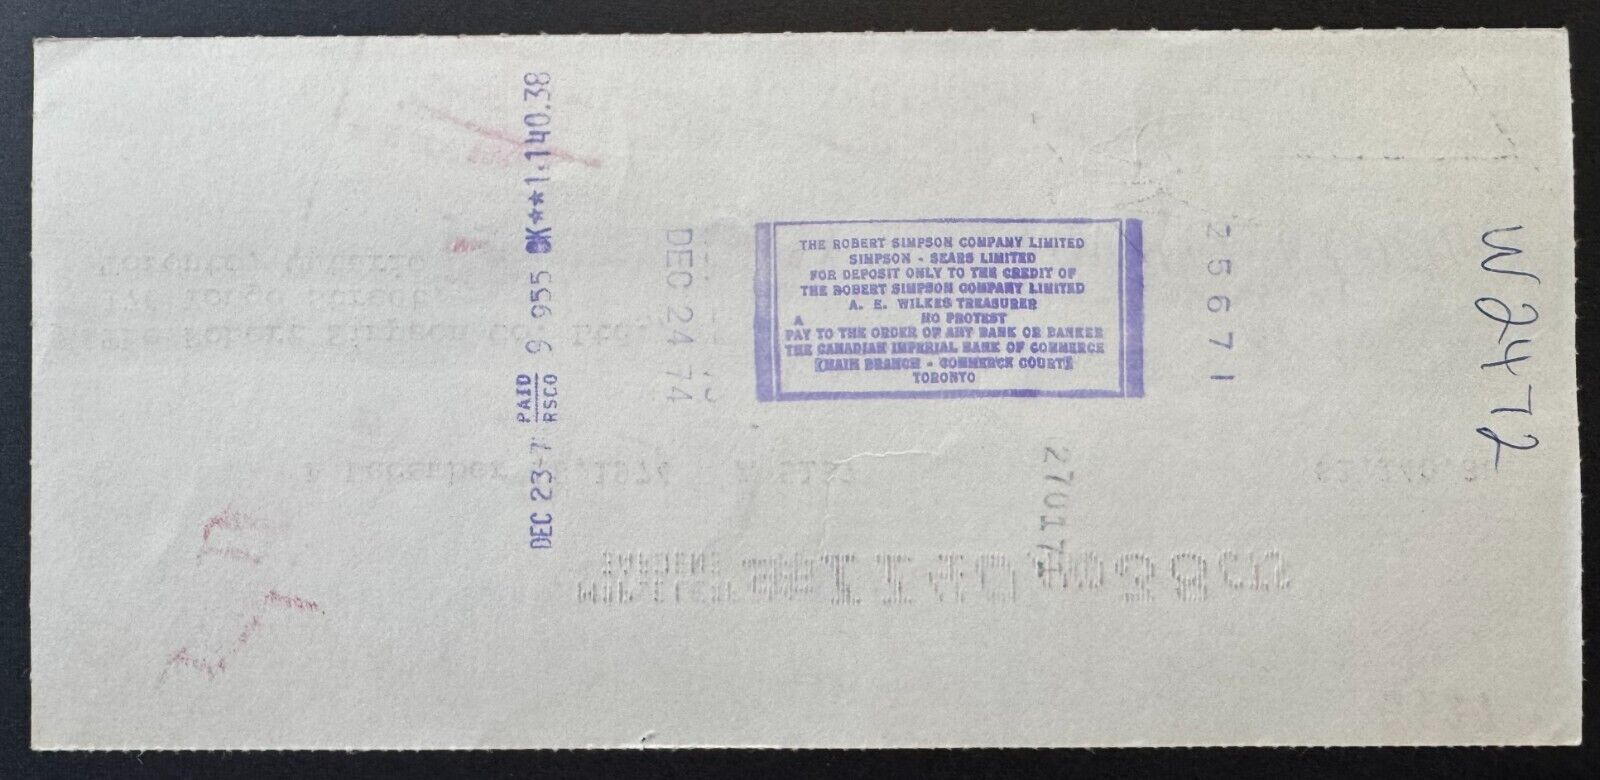 DEC 23-7 PAID RSCO 9 955 OK**1,140.38
DEC 24 74
THE ROBERT SIMPSON COMPANY LIMITED
SIMPSON - SEARS LIMITED
FOR DEPOSIT ONLY TO THE CREDIT OF
THE ROBERT SIMPSON COMPANY LIMITED
A. E. WILKES TREASURER
A NO PROTEST
PAY TO THE ORDER OF ANY BANK OR BANKER
THE CANADIAN IMPERIAL BANK OF COMMERCE
(MAIN BRANCH - COMMERCE COURT)
TORONTO
25671
27017
W2472